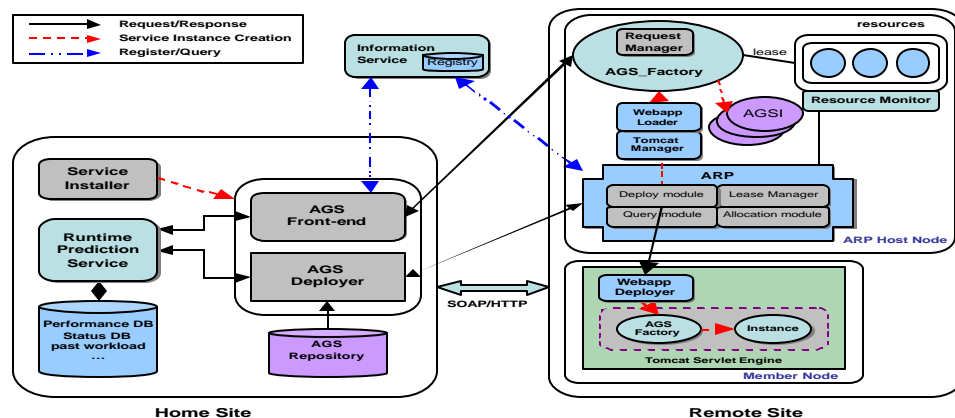 Request/Response
Service Instance Creation
Register/Query
Information
Service
Registry
Request
Manager
AGS_Factory
lease
resources
Resource Monitor
Webapp
Loader
Tomcat
Manager
AGSI
ARP
Deploy module
Lease Manager
Query module
Allocation module
ARP Host Node
Service
Installer
AGS
Front-end
Runtime
Prediction
Service
AGS
Deployer
SOAP/HTTP
Performance DB
Status DB
past workload
...
AGS
Repository
Webapp
Deployer
AGS
Factory
Instance
Tomcat Servlet Engine
Member Node
Home Site
Remote Site